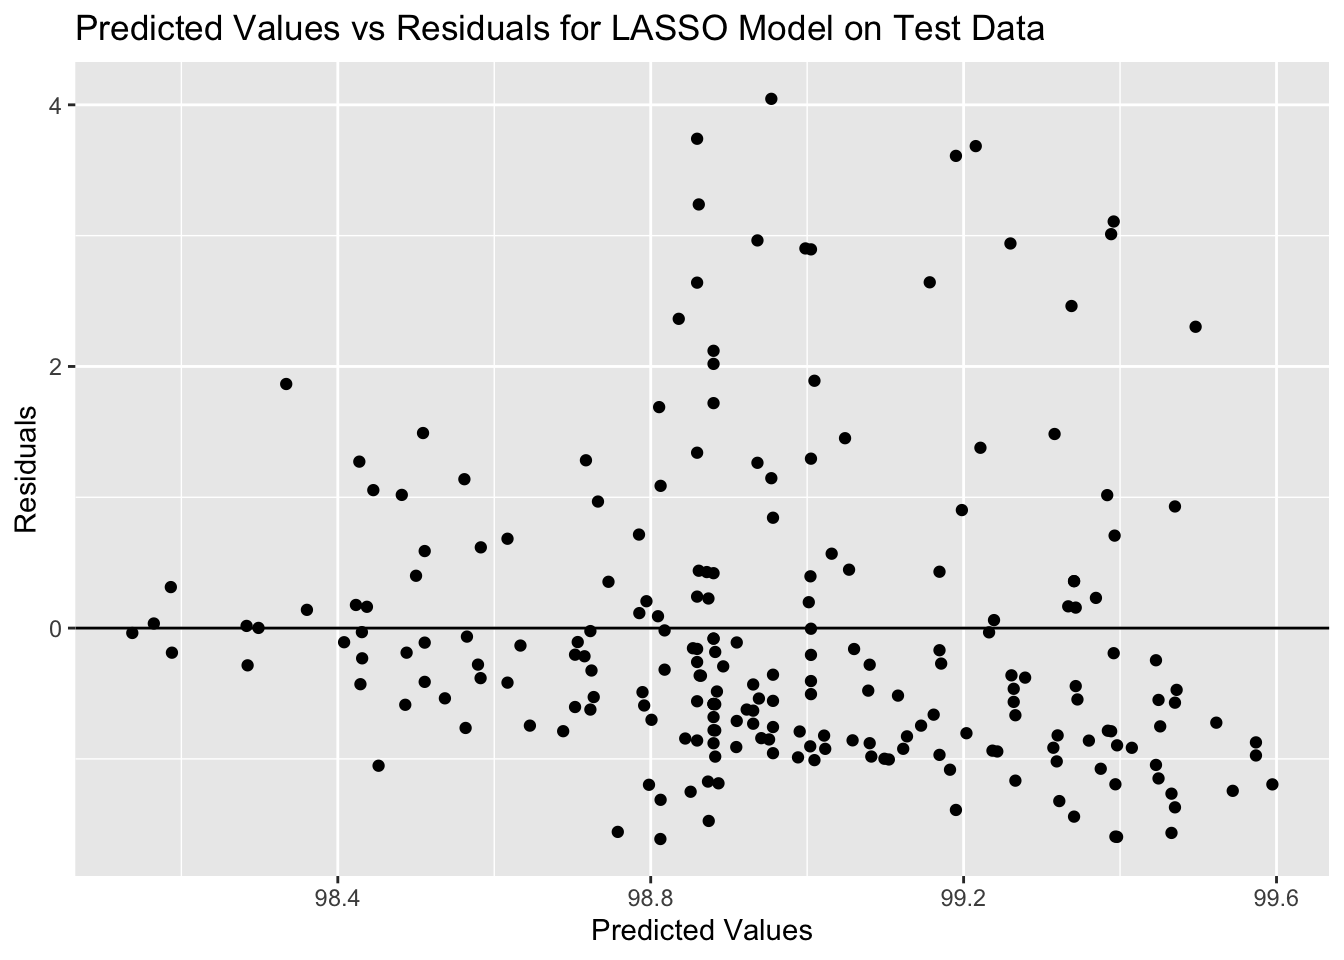 Predicted Values vs Residuals for LASSO Model on Test Data
4
2
0
Residuals
98.4
98.8
99.2
99.6
Predicted Values